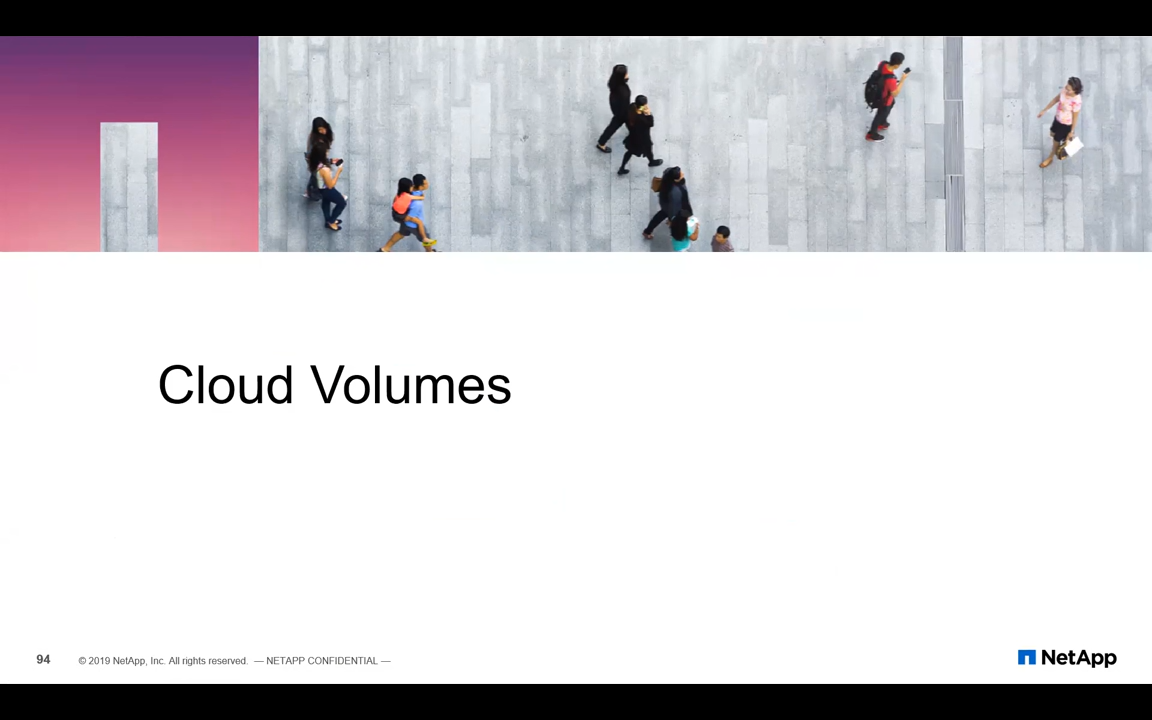 Cloud Volumes
94 © 2019 NetApp, Inc. All rights reserved. — NETAPP CONFIDENTIAL —
NetApp